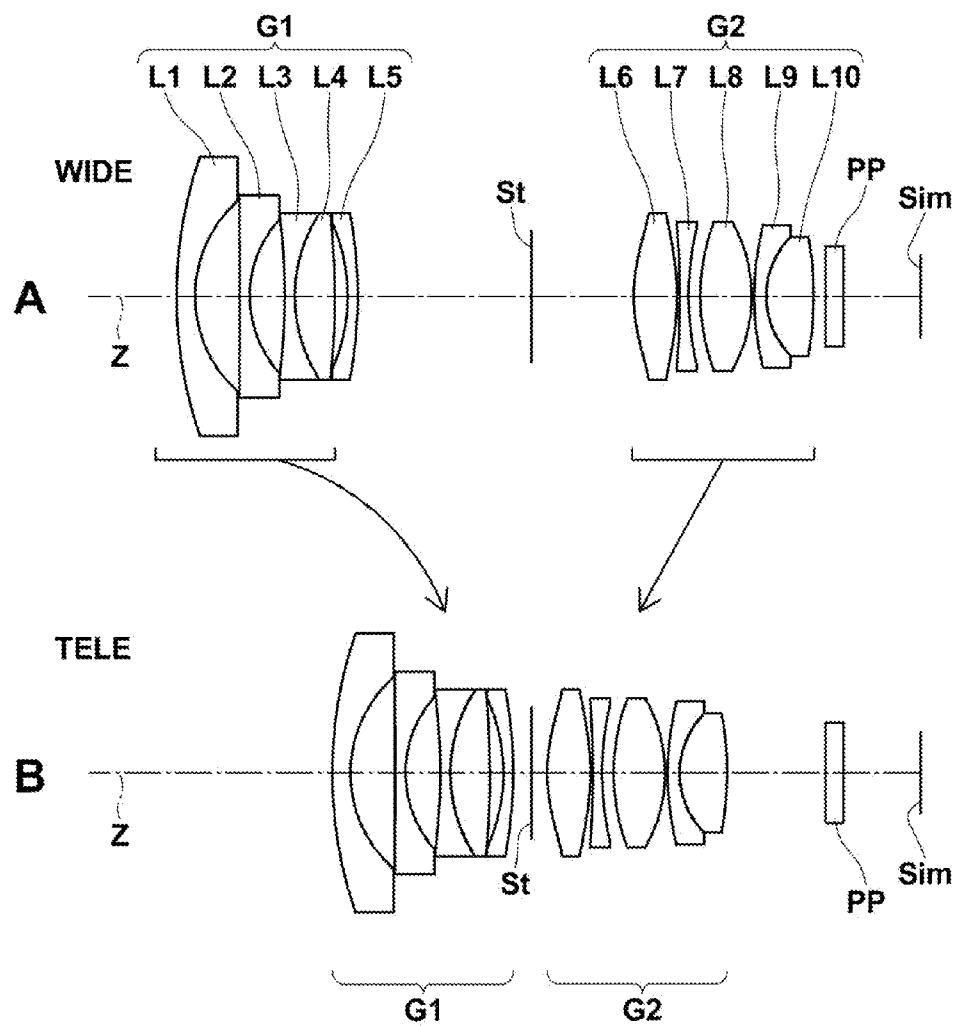 G1 G2
L1 L2 L3 L4 L5 L6 L7 L8 L9 L10
WIDE St PP Sim
A
Z
TELE
B
Z
St PP Sim
G1 G2